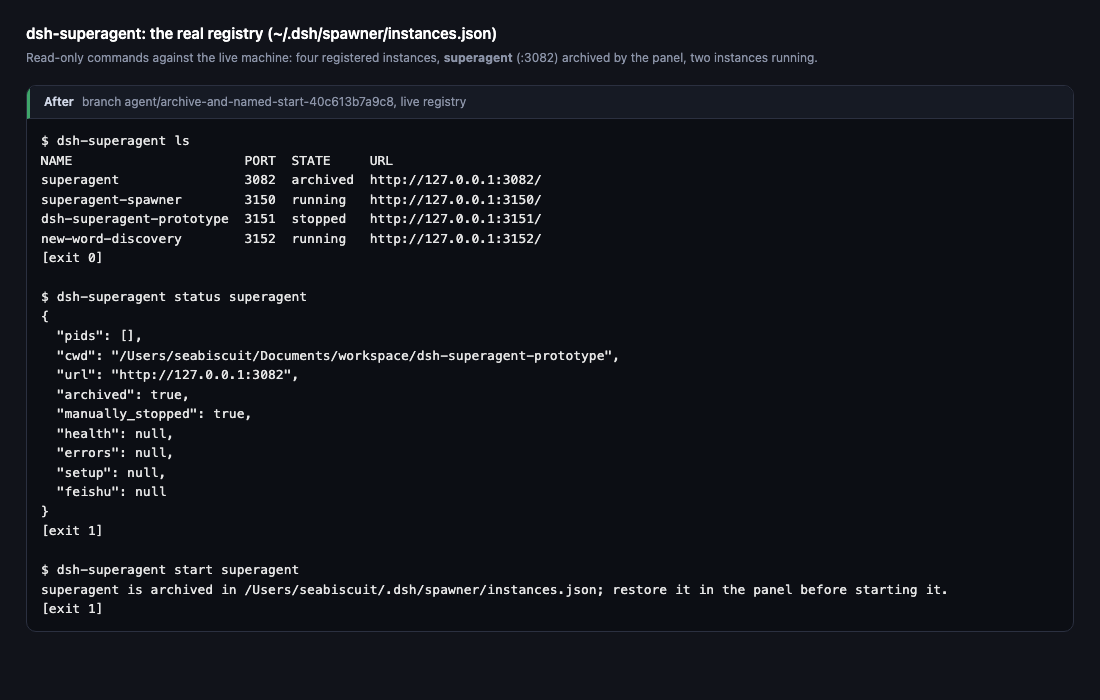 dsh-superagent: the real registry (~/.dsh/spawner/instances.json)
Read-only commands against the live machine: four registered instances, superagent (:3082) archived by the panel, two instances running.
After branch agent/archive-and-named-start-40c613b7a9c8, live registry
$ dsh-superagent ls
NAME PORT STATE URL
superagent 3082 archived http://127.0.0.1:3082/
superagent-spawner 3150 running http://127.0.0.1:3150/
dsh-superagent-prototype 3151 stopped http://127.0.0.1:3151/
new-word-discovery 3152 running http://127.0.0.1:3152/
[exit 0]
$ dsh-superagent status superagent
{
"pids": [],
"cwd": "/Users/seabiscuit/Documents/workspace/dsh-superagent-prototype",
"url": "http://127.0.0.1:3082",
"archived": true,
"manually_stopped": true,
"health": null,
"errors": null,
"setup": null,
"feishu": null
}
[exit 1]
$ dsh-superagent start superagent
superagent is archived in /Users/seabiscuit/.dsh/spawner/instances.json; restore it in the panel before starting it.
[exit 1]